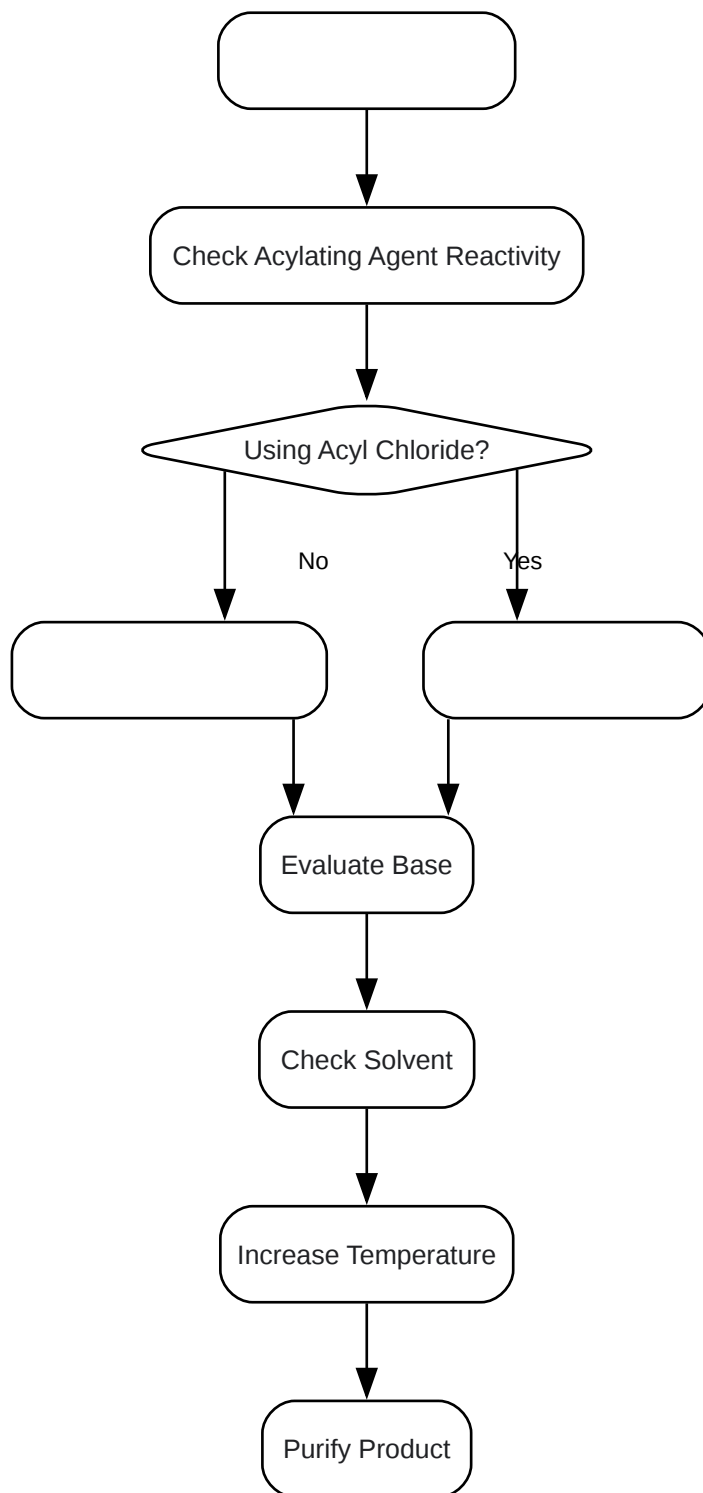 Check Acylating Agent Reactivity
Using Acyl Chloride?
No
Yes
Evaluate Base
Check Solvent
Increase Temperature
Purify Product